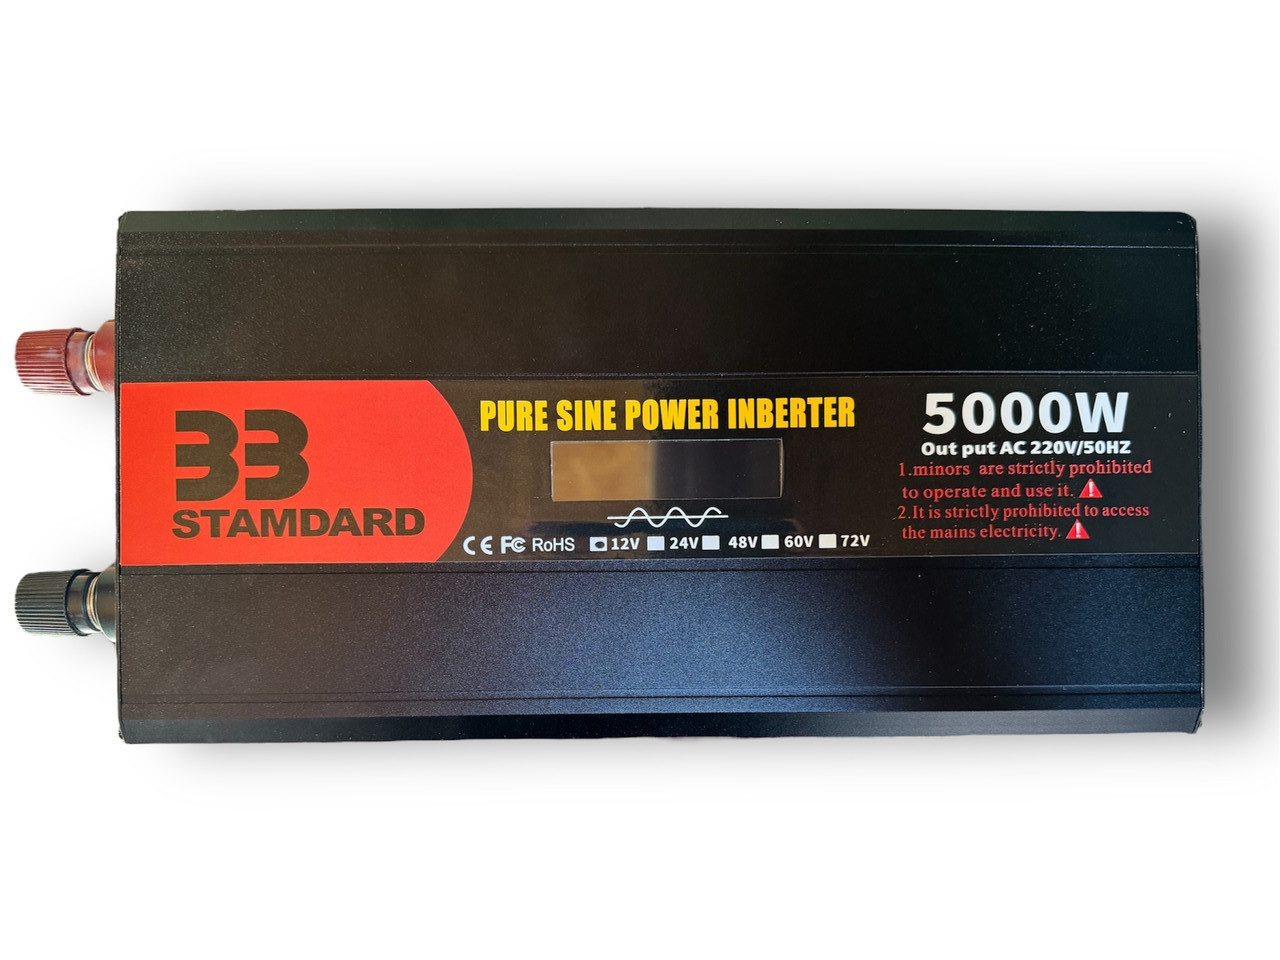 33
STAMDARD
PURE SINE POWER INBERTER
CE FC RoHS 12V 24V 48V 60V 72V
5000W
Out put AC 220V/50HZ
1.minors are strictly prohibited
to operate and use it.
2.It is strictly prohibited to access
the mains electricity.